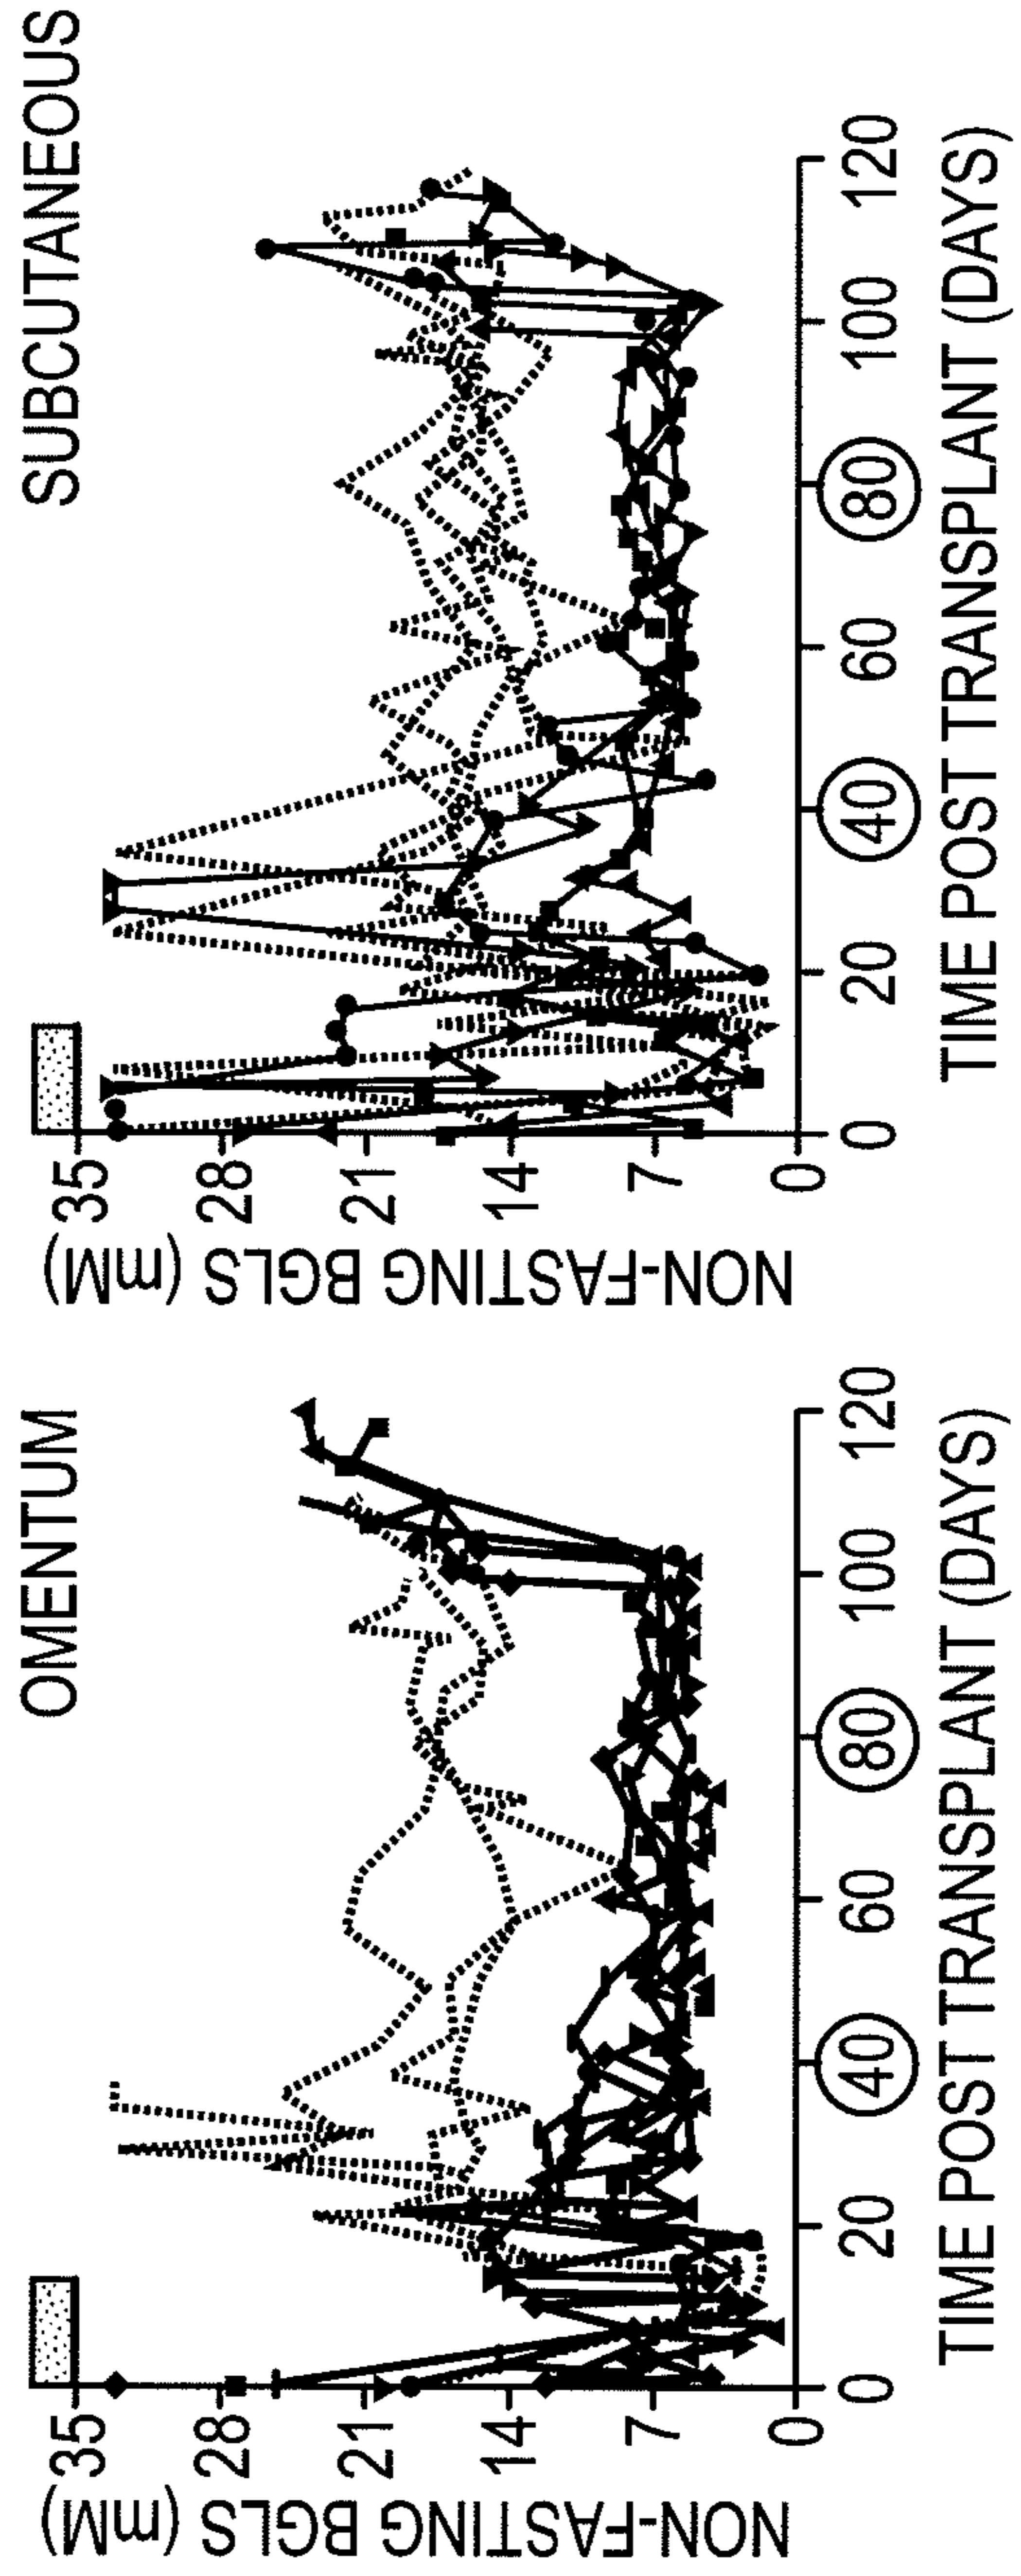 OMENTUM
NON-FASTING BGLS (mM)
35
28
21
14
7
0
0 20 40 60 80 100 120
TIME POST TRANSPLANT (DAYS)
SUBCUTANEOUS
NON-FASTING BGLS (mM)
35
28
21
14
7
0
0 20 40 60 80 100 120
TIME POST TRANSPLANT (DAYS)